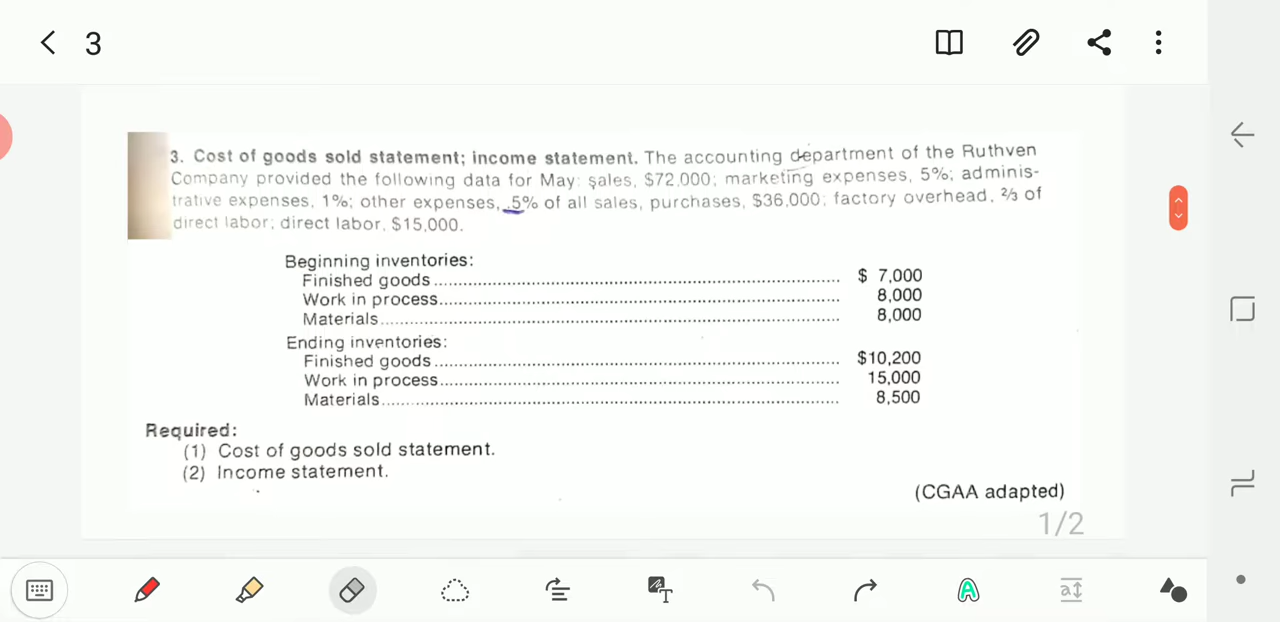 3
3. Cost of goods sold statement; income statement. The accounting department of the Ruthven
Company provided the following data for May: sales, $72,000; marketing expenses, 5%; adminis-
trative expenses, 1%; other expenses, .5% of all sales, purchases, $36,000; factory overhead, ⅔ of
direct labor; direct labor, $15,000.
Beginning inventories:
Finished goods ........ $ 7,000
Work in process........ 8,000
Materials........ 8,000
Ending inventories:
Finished goods ........ $10,200
Work in process........ 15,000
Materials........ 8,500
Required:
(1) Cost of goods sold statement.
(2) Income statement.
(CGAA adapted)
1/2